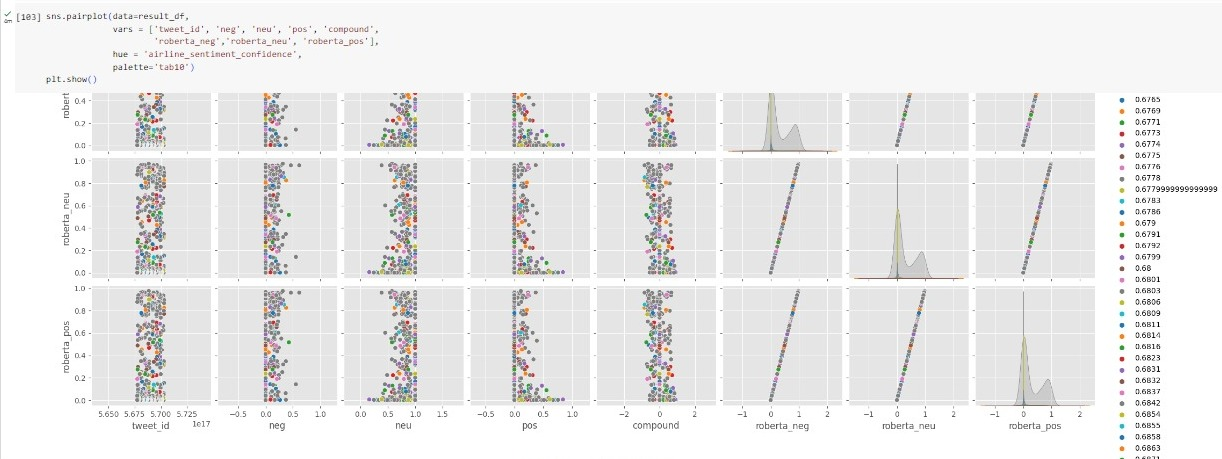 [103] sns.pairplot(data=result_df,
vars = ['tweet_id', 'neg', 'neu', 'pos', 'compound',
'roberta_neg','roberta_neu', 'roberta_pos'],
hue = 'airline_sentiment_confidence',
palette='tab10')
plt.show()
robert
0.4
0.2
0.0
roberta_neu
1.0
0.8
0.6
0.4
0.2
0.0
roberta_pos
1.0
0.8
0.6
0.4
0.2
0.0
5.650 5.675 5.700 5.725
1e17
tweet_id
−0.5 0.0 0.5 1.0
neg
0.0 0.5 1.0 1.5
neu
−0.5 0.0 0.5 1.0
pos
−2 0 2
compound
−1 0 1 2
roberta_neg
−1 0 1 2
roberta_neu
−1 0 1 2
roberta_pos
0.6765
0.6769
0.6771
0.6773
0.6774
0.6775
0.6776
0.6778
0.6779999999999999
0.6783
0.6786
0.679
0.6791
0.6792
0.6799
0.68
0.6801
0.6803
0.6806
0.6809
0.6811
0.6814
0.6816
0.6823
0.6831
0.6832
0.6837
0.6842
0.6854
0.6855
0.6858
0.6863